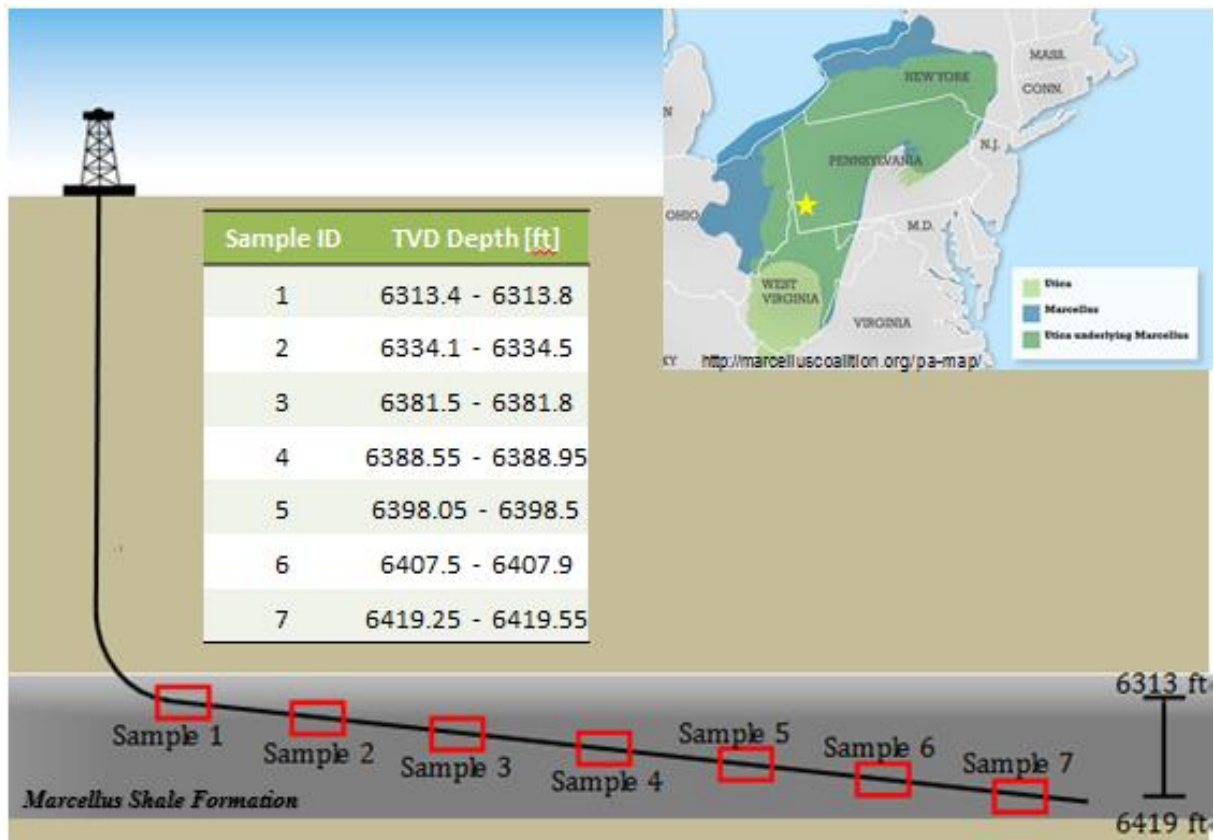 MASS.
NEW YORK
CONN.
N.J.
PENNSYLVANIA
OHIO
M.D.
WEST
VIRGINIA
VIRGINIA
KY
Utica
Marcellus
Utica underlying Marcellus
http://marcelluscoalition.org/pa-map/
Sample ID TVD Depth [ft]
1 6313.4 - 6313.8
2 6334.1 - 6334.5
3 6381.5 - 6381.8
4 6388.55 - 6388.95
5 6398.05 - 6398.5
6 6407.5 - 6407.9
7 6419.25 - 6419.55
6313 ft
Sample 1
Sample 2
Sample 3
Sample 4
Sample 5
Sample 6
Sample 7
Marcellus Shale Formation
6419 ft